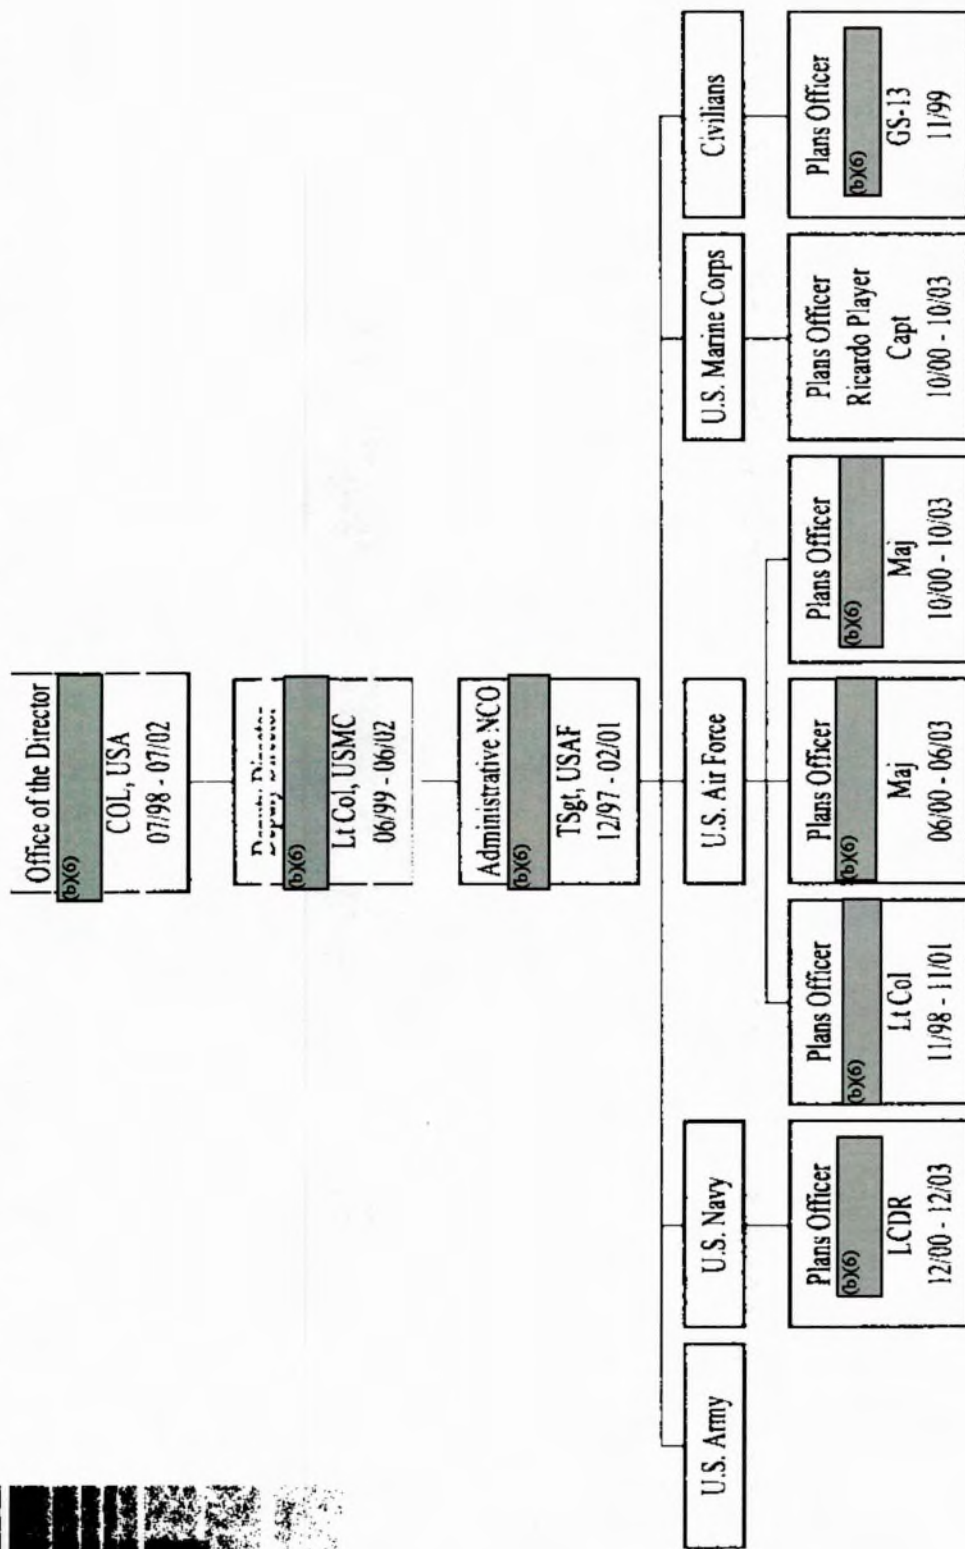 Office of the Director
(b)(6)
COL, USA
07/98 - 07/02
Deputy Director
(b)(6)
Lt Col, USMC
06/99 - 06/02
Administrative NCO
(b)(6)
TSgt, USAF
12/97 - 02/01
U.S. Army
U.S. Navy
U.S. Air Force
U.S. Marine Corps
Civilians
Plans Officer
(b)(6)
LCDR
12/00 - 12/03
Plans Officer
(b)(6)
Lt Col
11/98 - 11/01
Plans Officer
(b)(6)
Maj
06/00 - 06/03
Plans Officer
(b)(6)
Maj
10/00 - 10/03
Plans Officer
Ricardo Player
Capt
10/00 - 10/03
Plans Officer
(b)(6)
GS-13
11/99